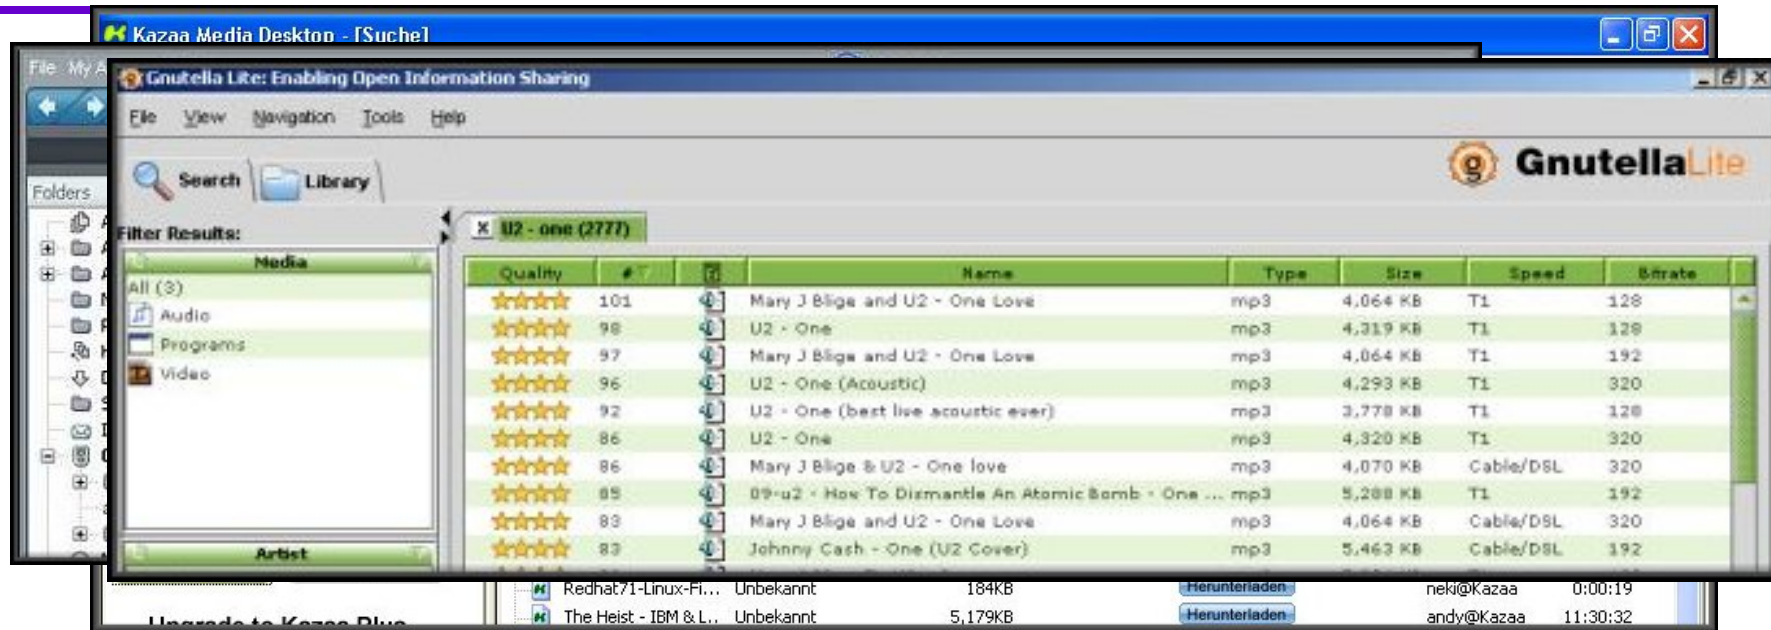 Kazaa Media Desktop - [Suche]
File My A
Gnutella Lite: Enabling Open Information Sharing
File View Navigation Tools Help
GnutellaLite
Search Library
Folders
Filter Results:
U2 - one (2777)
Media
Quality # ? Name Type Size Speed Bitrate
All (3)
Audio
Programs
Video
Artist
101 Mary J Blige and U2 - One Love mp3 4,064 KB T1 128
98 U2 - One mp3 4,319 KB T1 128
97 Mary J Blige and U2 - One Love mp3 4,064 KB T1 192
96 U2 - One (Acoustic) mp3 4,293 KB T1 320
92 U2 - One (best live acoustic ever) mp3 3,778 KB T1 128
86 U2 - One mp3 4,320 KB T1 320
86 Mary J Blige & U2 - One love mp3 4,070 KB Cable/DSL 320
85 09-u2 - How To Dismantle An Atomic Bomb - One ... mp3 5,288 KB T1 192
83 Mary J Blige and U2 - One Love mp3 4,064 KB Cable/DSL 320
83 Johnny Cash - One (U2 Cover) mp3 5,463 KB Cable/DSL 192
Redhat71-Linux-Fi... Unbekannt 184KB Herunterladen neki@Kazaa 0:00:19
The Heist - IBM & L.. Unbekannt 5,179KB Herunterladen andy@Kazaa 11:30:32
Upgrade to Kazaa Plus